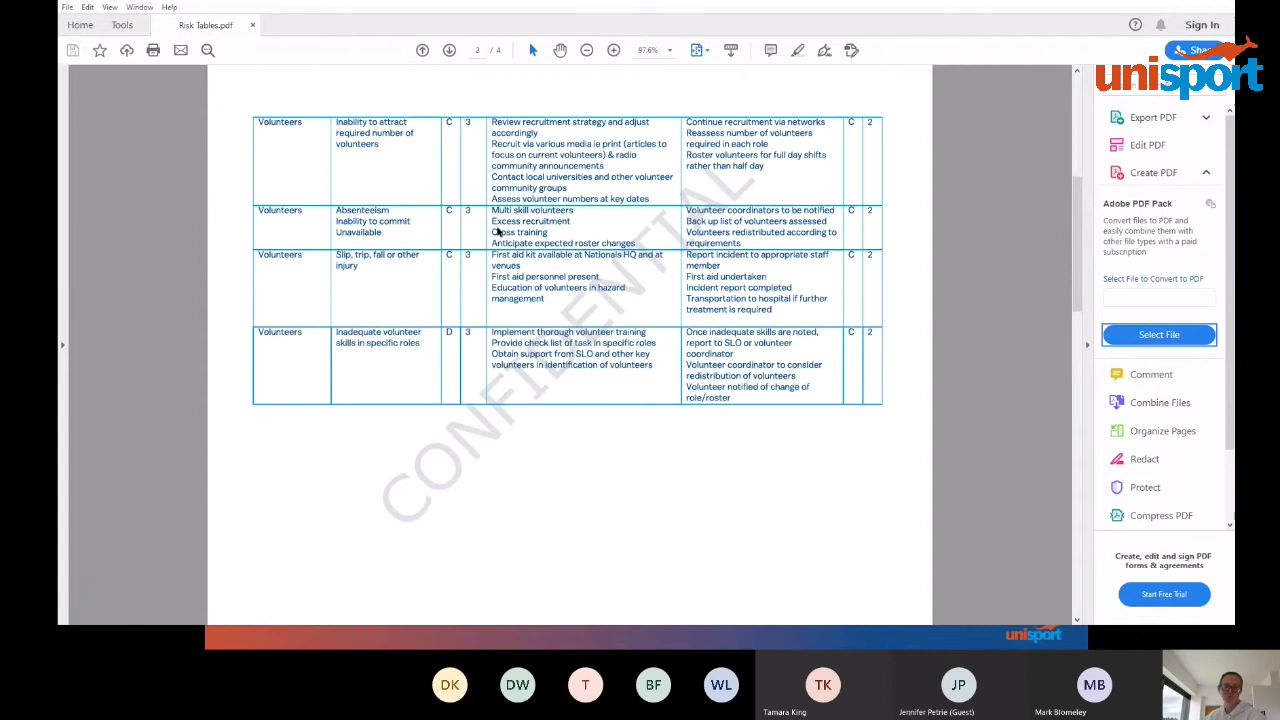 File Edit View Window Help
Home Tools Risk Tables.pdf × Sign In
2 / 4 97.6%
unisport
Export PDF
Edit PDF
Create PDF
Adobe PDF Pack
Convert files to PDF and
easily combine them with
other file types with a paid
subscription
Select File to Convert to PDF
Select File
Comment
Combine Files
Organize Pages
Redact
Protect
Compress PDF
Create, edit and sign PDF
forms & agreements
Start Free Trial
Volunteers
Inability to attract
required number of
volunteers
C
3
Review recruitment strategy and adjust
accordingly
Recruit via various media ie print (articles to
focus on current volunteers) & radio
community announcements
Contact local universities and other volunteer
community groups
Assess volunteer numbers at key dates
Continue recruitment via networks
Reassess number of volunteers
required in each role
Roster volunteers for full day shifts
rather than half day
C
2
Volunteers
Absenteeism
Inability to commit
Unavailable
C
3
Multi skill volunteers
Excess recruitment
Cross training
Anticipate expected roster changes
Volunteer coordinators to be notified
Back up list of volunteers assessed
Volunteers redistributed according to
requirements
C
2
Volunteers
Slip, trip, fall or other
injury
C
3
First aid kit available at Nationals HQ and at
venues
First aid personnel present
Education of volunteers in hazard
management
Report incident to appropriate staff
member
First aid undertaken
Incident report completed
Transportation to hospital if further
treatment is required
C
2
Volunteers
Inadequate volunteer
skills in specific roles
D
3
Implement thorough volunteer training
Provide check list of task in specific roles
Obtain support from SLO and other key
volunteers in identification of volunteers
Once inadequate skills are noted,
report to SLO or volunteer
coordinator
Volunteer coordinator to consider
redistribution of volunteers
Volunteer notified of change of
role/roster
C
2
CONFIDENTIAL
unisport
DK DW T BF WL TK JP MB
Tamara King
Jennifer Petrie (Guest)
Mark Blomeley